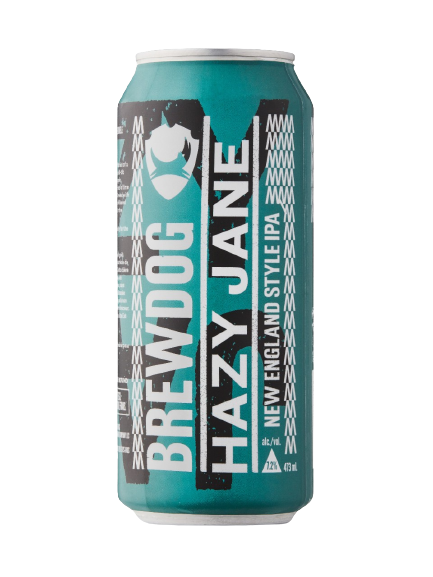 BREWDOG
HAZY JANE
NEW ENGLAND STYLE IPA
alc./vol.
7.2%
473 mL